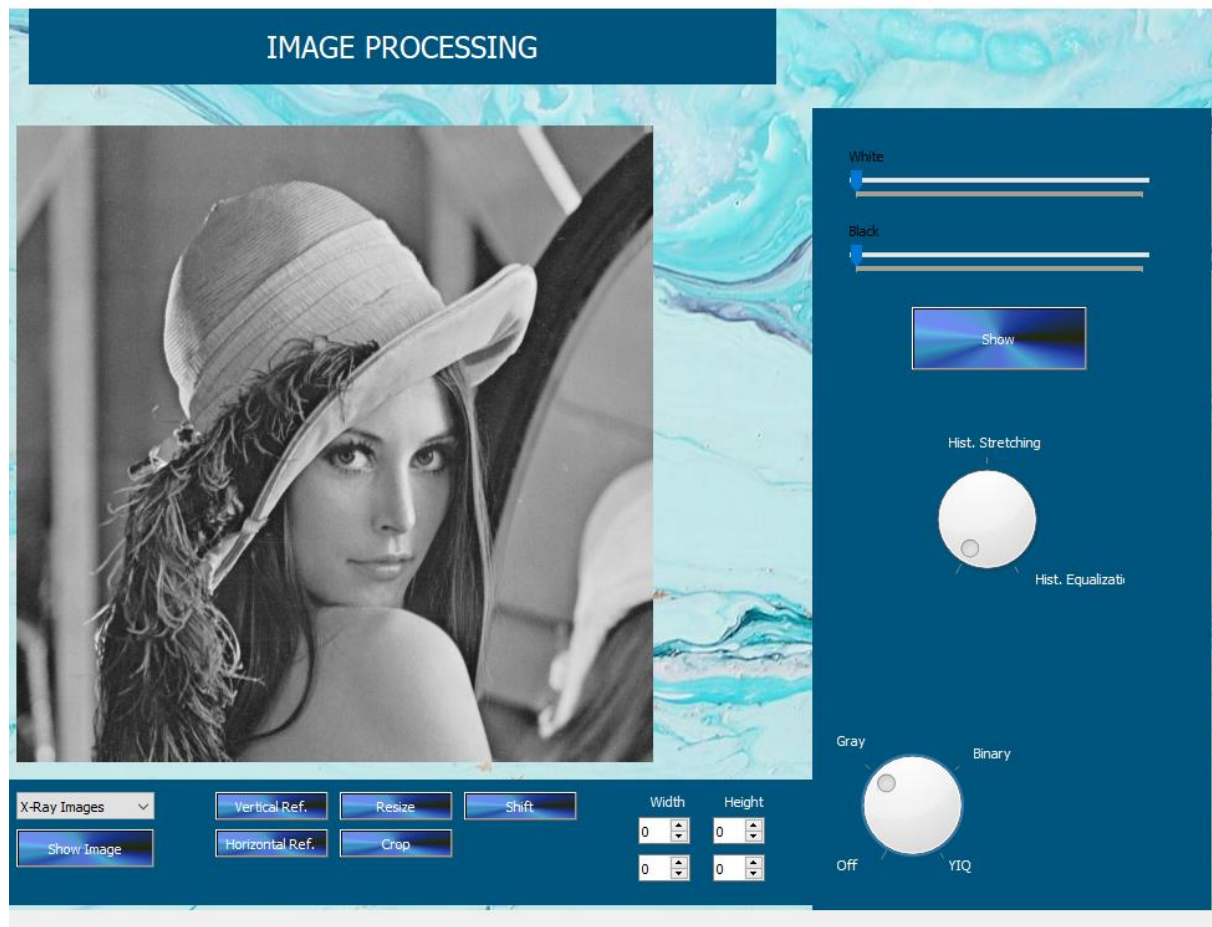 IMAGE PROCESSING
White
Black
Show
Hist. Stretching
Hist. Equalizati
Gray
Binary
Off
YIQ
X-Ray Images
Show Image
Vertical Ref.
Resize
Shift
Horizontal Ref.
Crop
Width Height
0 0
0 0